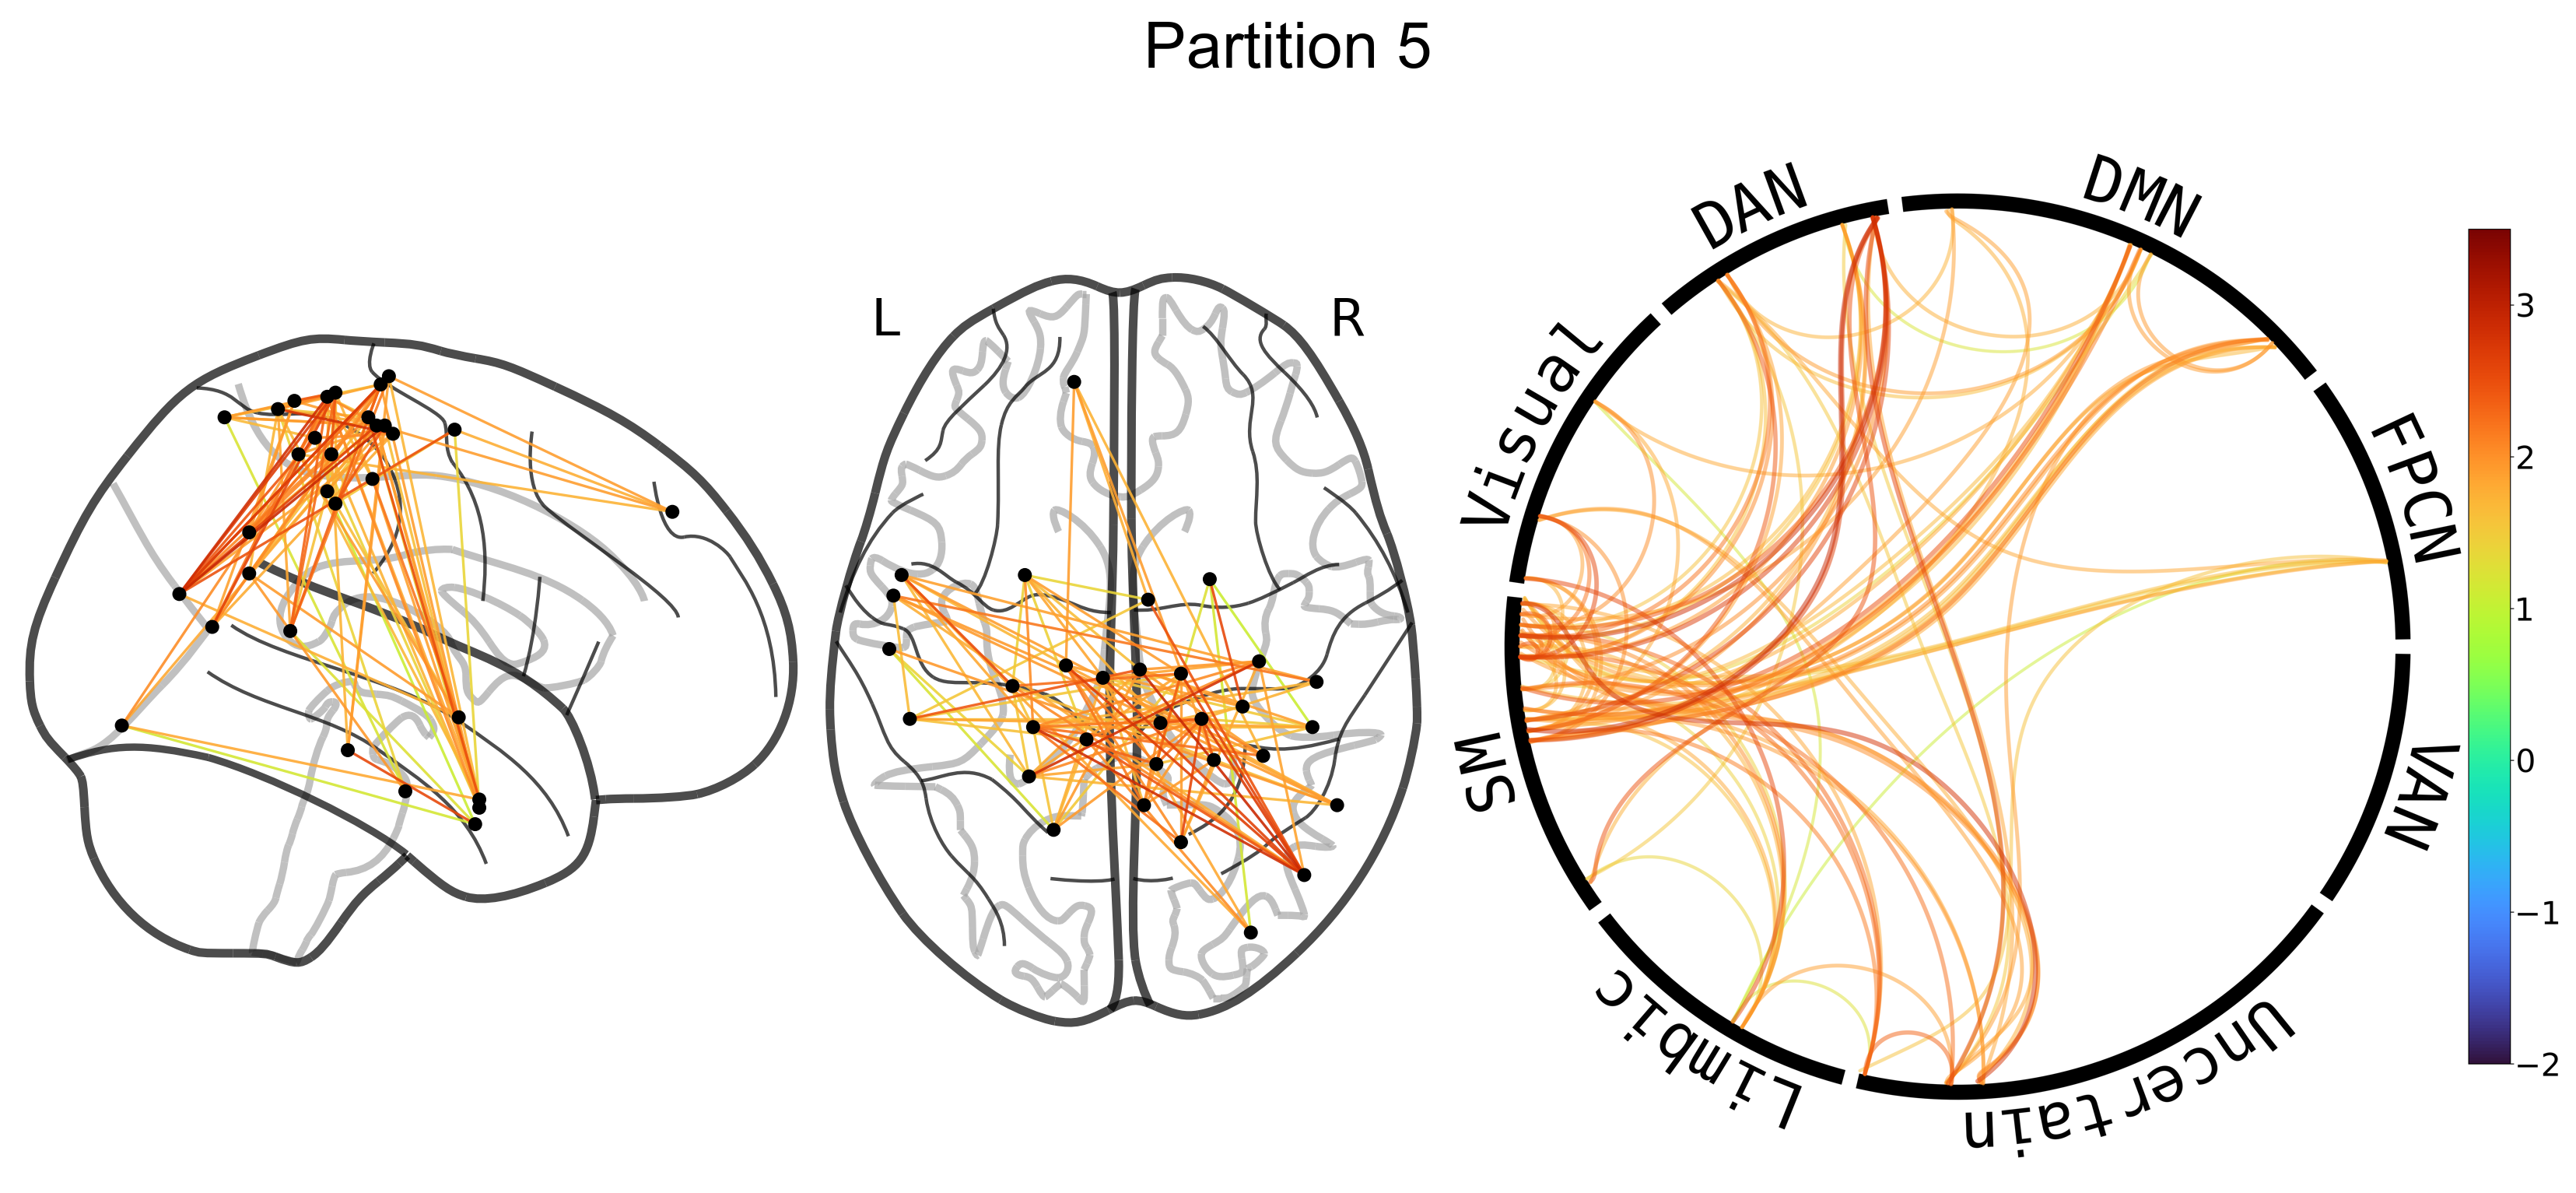 Partition 5
L
R
DAN
DMN
Visual
FPCN
SM
VAN
Limbic
Uncertain
3
2
1
0
−1
−2